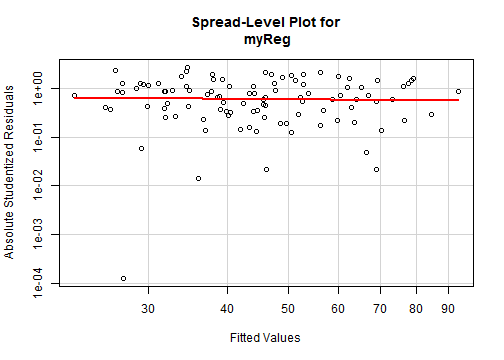 Spread-Level Plot for
myReg
Absolute Studentized Residuals
1e+00
1e-01
1e-02
1e-03
1e-04
30 40 50 60 70 80 90
Fitted Values